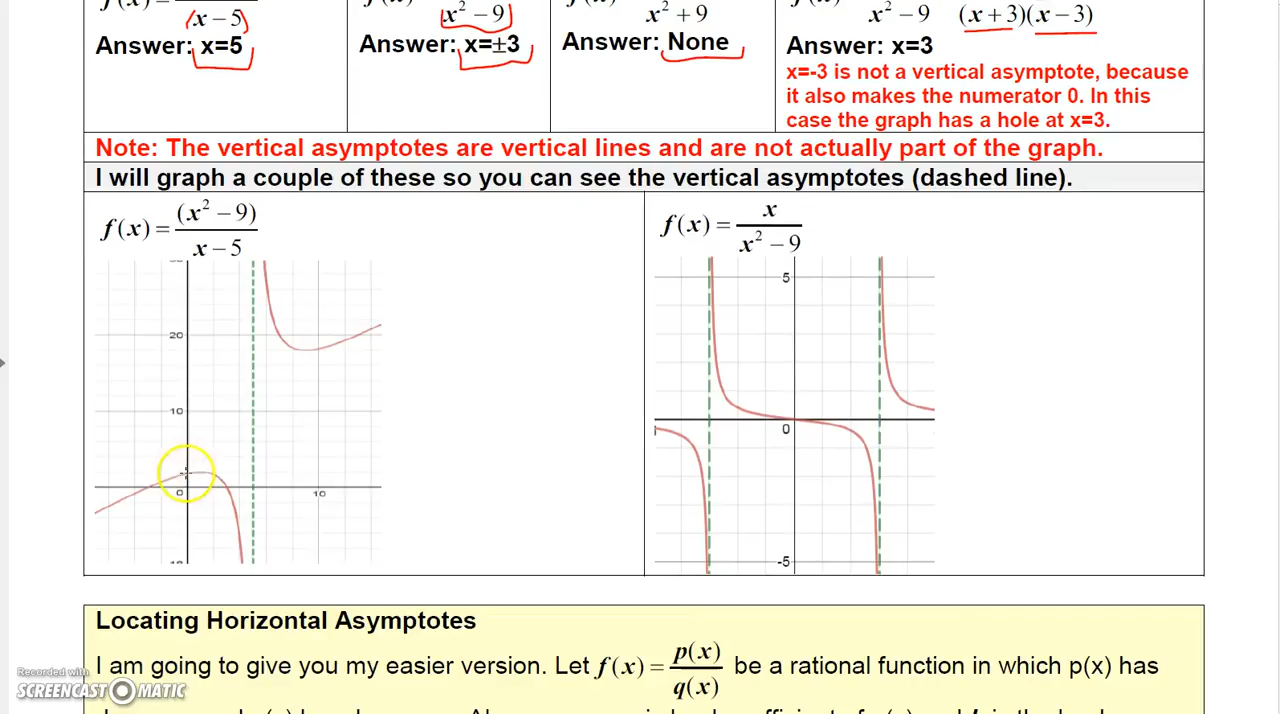 (x − 5)
x² − 9
x² + 9
x² − 9 (x + 3)(x − 3)
Answer: x=5
Answer: x=±3
Answer: None
Answer: x=3
x=-3 is not a vertical asymptote, because
it also makes the numerator 0. In this
case the graph has a hole at x=3.
Note: The vertical asymptotes are vertical lines and are not actually part of the graph.
I will graph a couple of these so you can see the vertical asymptotes (dashed line).
f(x) = (x² − 9)
x − 5
20
10
0
10
f(x) = x
x² − 9
5
0
-5
Locating Horizontal Asymptotes
I am going to give you my easier version. Let f(x) = p(x)
q(x)
be a rational function in which p(x) has
Recorded with
SCREENCAST MATIC